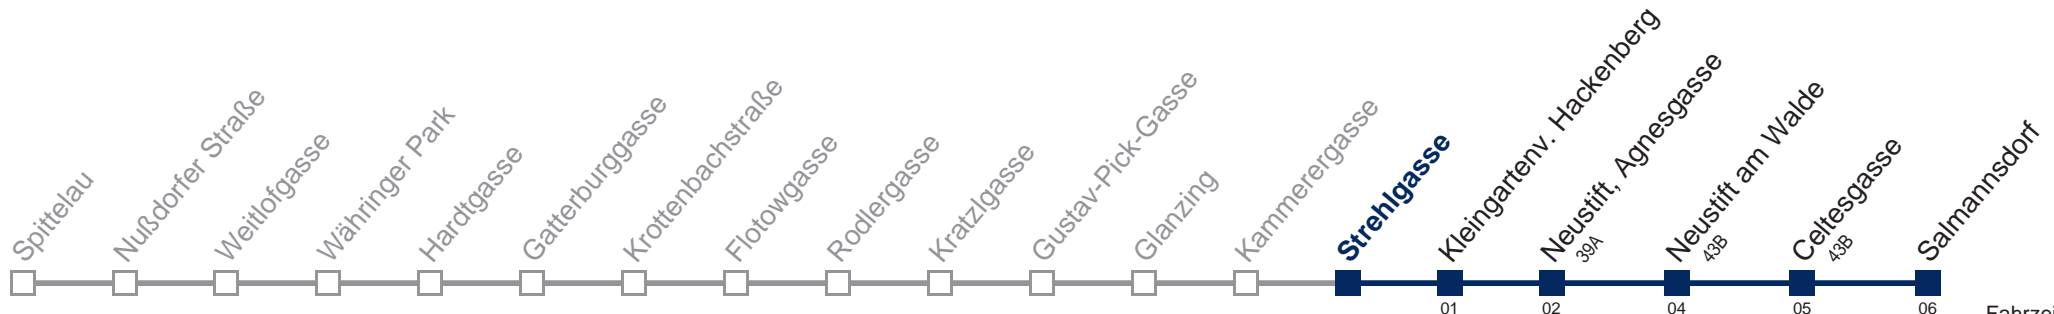 Spittelau
Nußdorfer Straße
Weitlofgasse
Währinger Park
Hardtgasse
Gatterburggasse
Krottenbachstraße
Flotowgasse
Rodlergasse
Kratzlgasse
Gustav-Pick-Gasse
Glanzing
Kammerergasse
Strehlgasse
Kleingartenv. Hackenberg
Neustift, Agnesgasse
39A
Neustift am Walde
43B
Celtesgasse
43B
Salmannsdorf
01 02 04 05 06